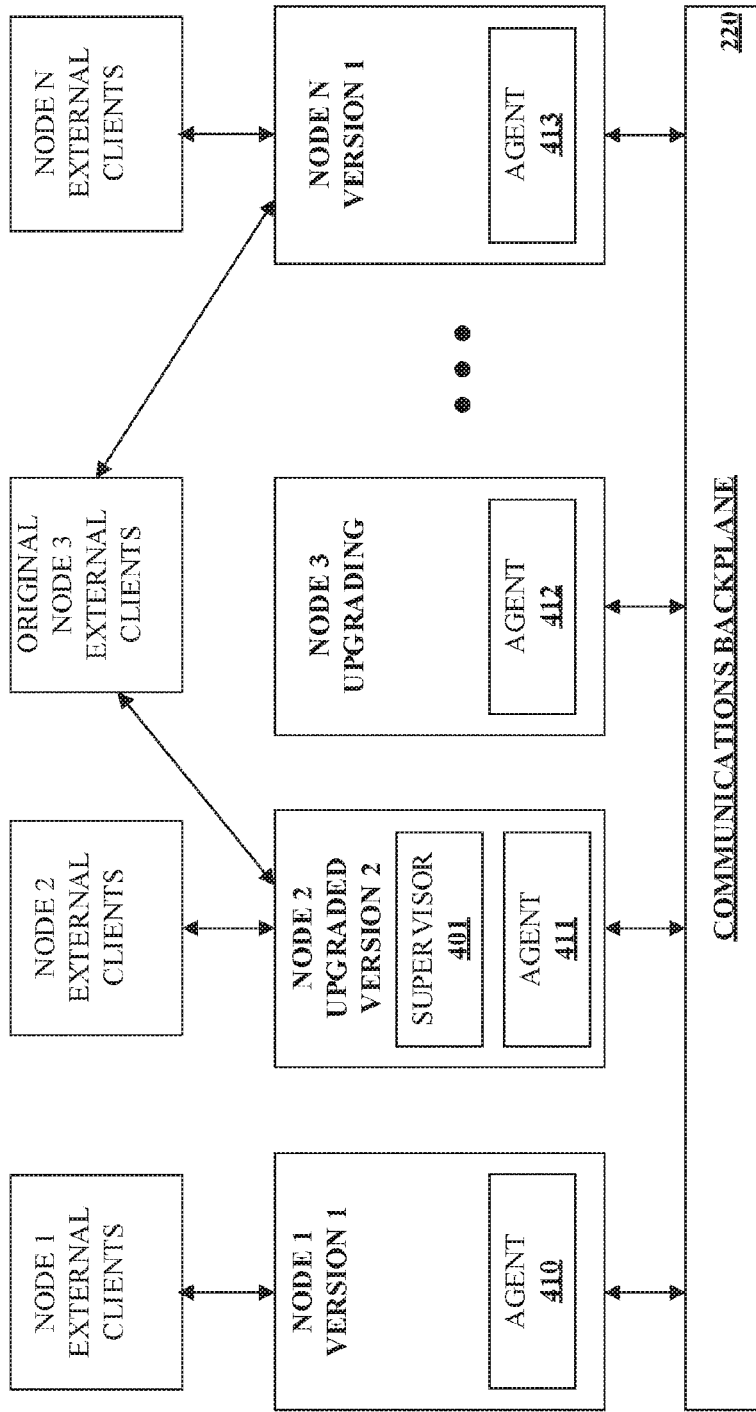 NODE 1
EXTERNAL
CLIENTS
NODE 2
EXTERNAL
CLIENTS
ORIGINAL
NODE 3
EXTERNAL
CLIENTS
NODE N
EXTERNAL
CLIENTS
NODE 1
VERSION 1
AGENT
410
NODE 2
UPGRADED
VERSION 2
SUPERVISOR
401
AGENT
411
NODE 3
UPGRADING
AGENT
412
NODE N
VERSION 1
AGENT
413
COMMUNICATIONS BACKPLANE
220